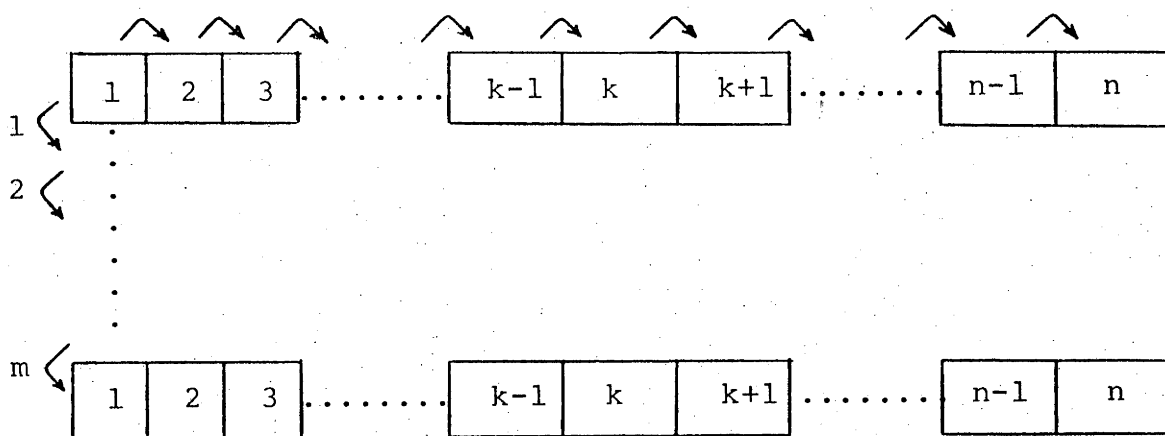 1 2 3 ........ k-1 k k+1 ........ n-1 n
1
2
m
1 2 3 ........ k-1 k k+1 ........ n-1 n